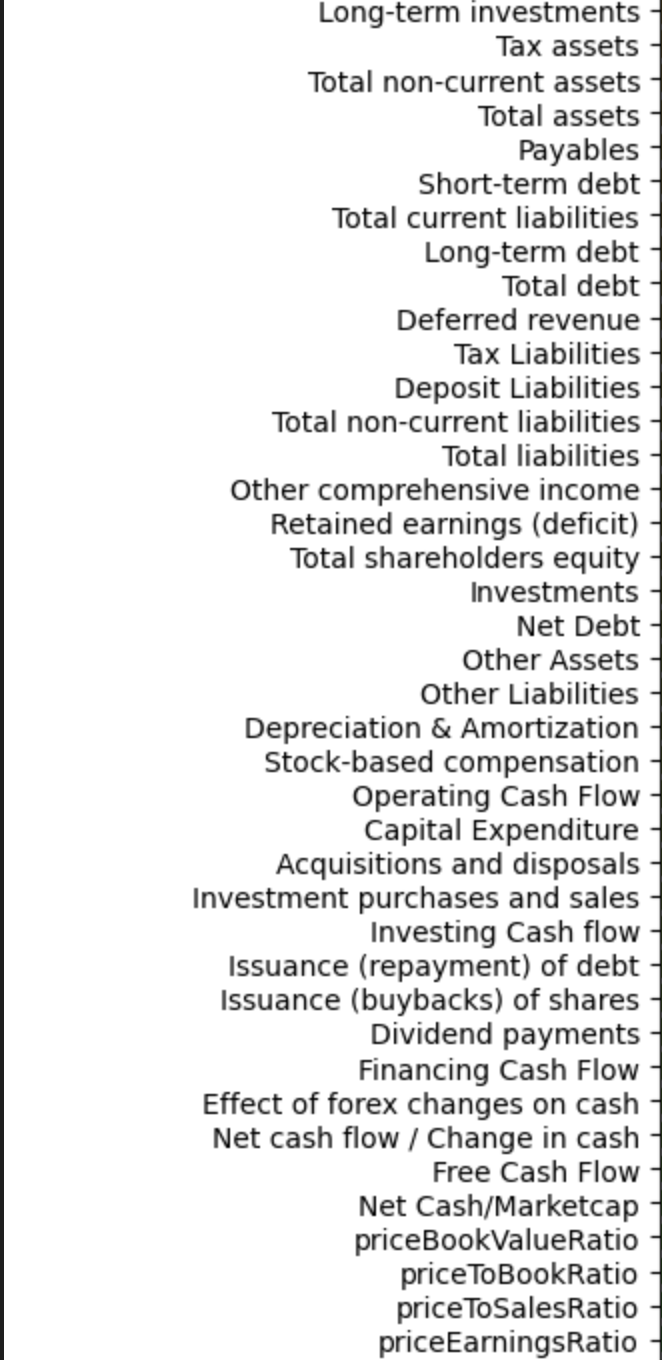 Long-term investments
Tax assets
Total non-current assets
Total assets
Payables
Short-term debt
Total current liabilities
Long-term debt
Total debt
Deferred revenue
Tax Liabilities
Deposit Liabilities
Total non-current liabilities
Total liabilities
Other comprehensive income
Retained earnings (deficit)
Total shareholders equity
Investments
Net Debt
Other Assets
Other Liabilities
Depreciation & Amortization
Stock-based compensation
Operating Cash Flow
Capital Expenditure
Acquisitions and disposals
Investment purchases and sales
Investing Cash flow
Issuance (repayment) of debt
Issuance (buybacks) of shares
Dividend payments
Financing Cash Flow
Effect of forex changes on cash
Net cash flow / Change in cash
Free Cash Flow
Net Cash/Marketcap
priceBookValueRatio
priceToBookRatio
priceToSalesRatio
priceEarningsRatio